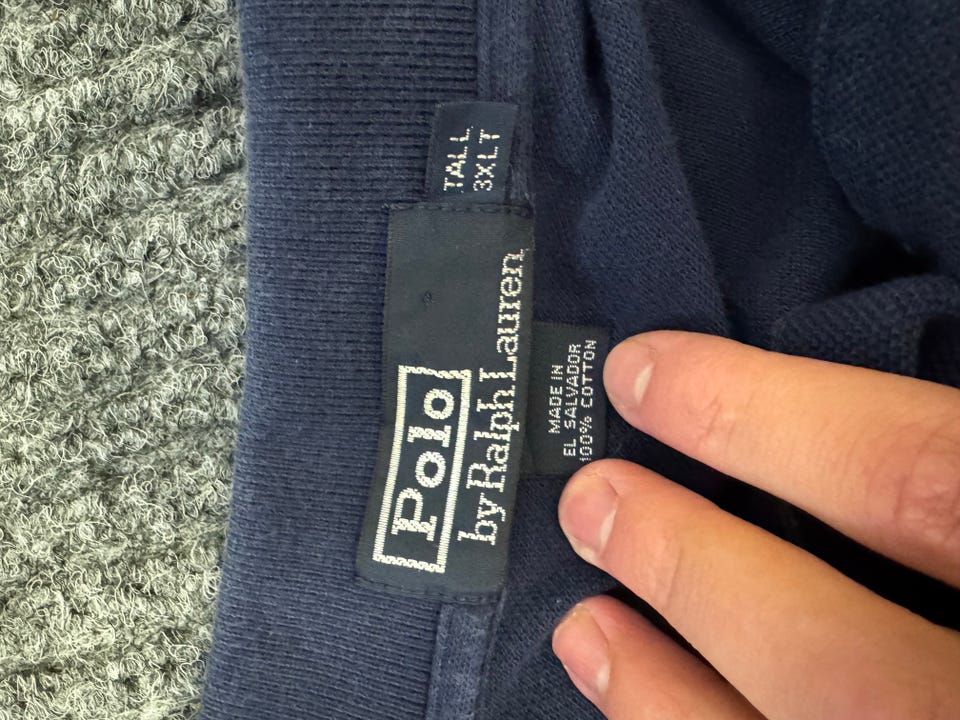 TALL
3XLT
Polo
by Ralph Lauren
MADE IN
EL SALVADOR
100% COTTON